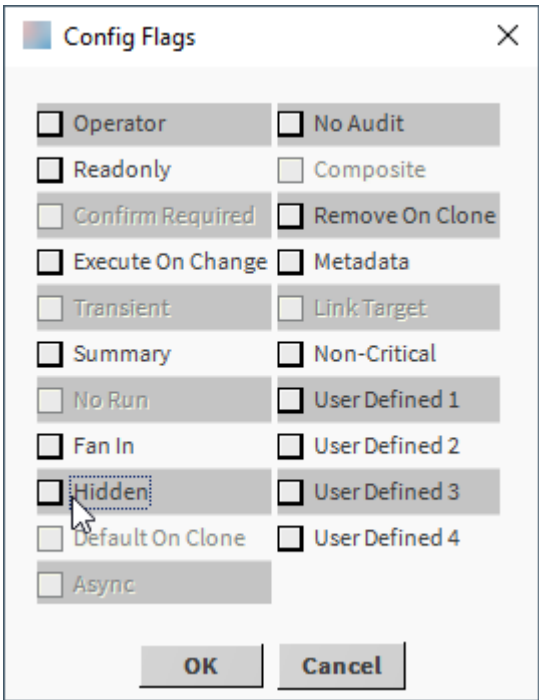 Config Flags
Operator
Readonly
Confirm Required
Execute On Change
Transient
Summary
No Run
Fan In
Hidden
Default On Clone
Async
No Audit
Composite
Remove On Clone
Metadata
Link Target
Non-Critical
User Defined 1
User Defined 2
User Defined 3
User Defined 4
OK
Cancel